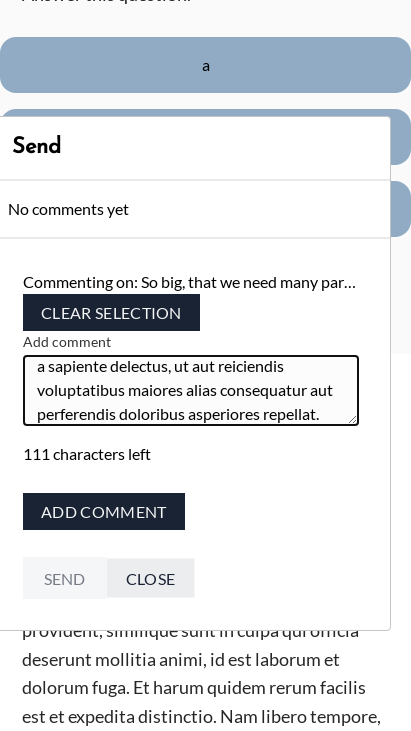 Answer this question.
a
Send
No comments yet
Commenting on: So big, that we need many par...
CLEAR SELECTION
Add comment
a sapiente delectus, ut aut reiciendis
voluptatibus maiores alias consequatur aut
perferendis doloribus asperiores repellat.
111 characters left
ADD COMMENT
SEND CLOSE
provident, similique sunt in culpa qui officia
deserunt mollitia animi, id est laborum et
dolorum fuga. Et harum quidem rerum facilis
est et expedita distinctio. Nam libero tempore,